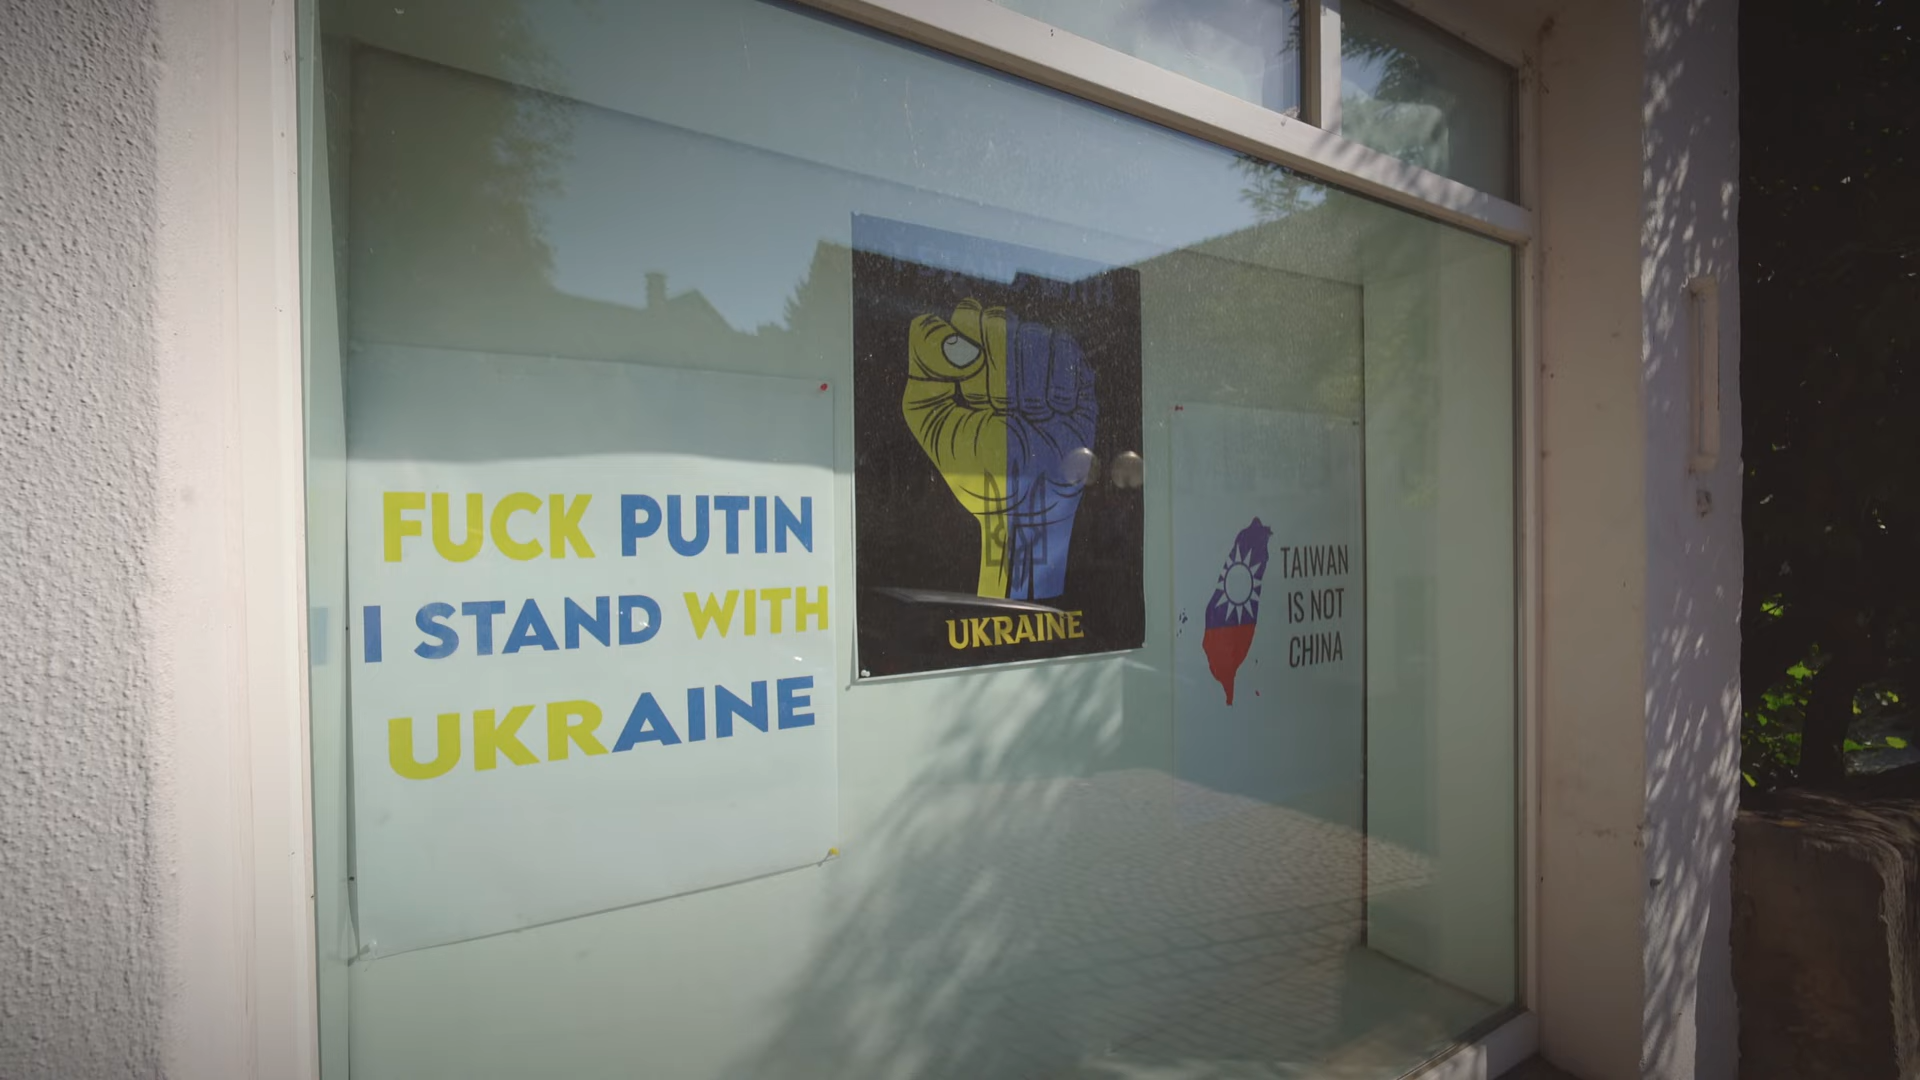 FUCK PUTIN
I STAND WITH
UKRAINE
UKRAINE
TAIWAN
IS NOT
CHINA